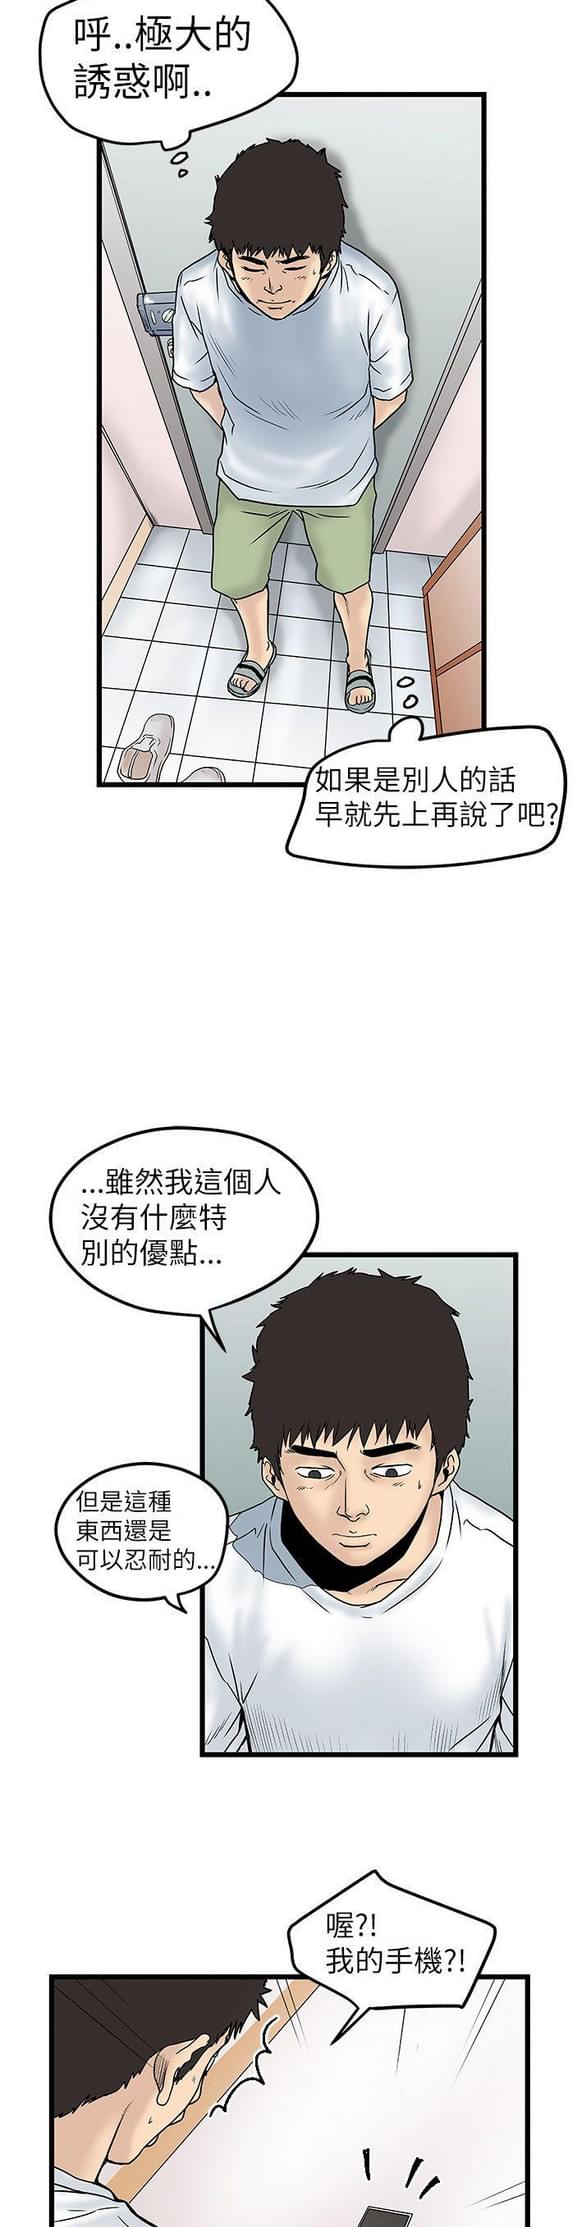 呼..極大的
誘惑啊..
如果是別人的話
早就先上再說了吧?
...雖然我這個人
沒有什麼特
別的優點...
但是這種
東西還是
可以忍耐的...
喔?!
我的手機?!